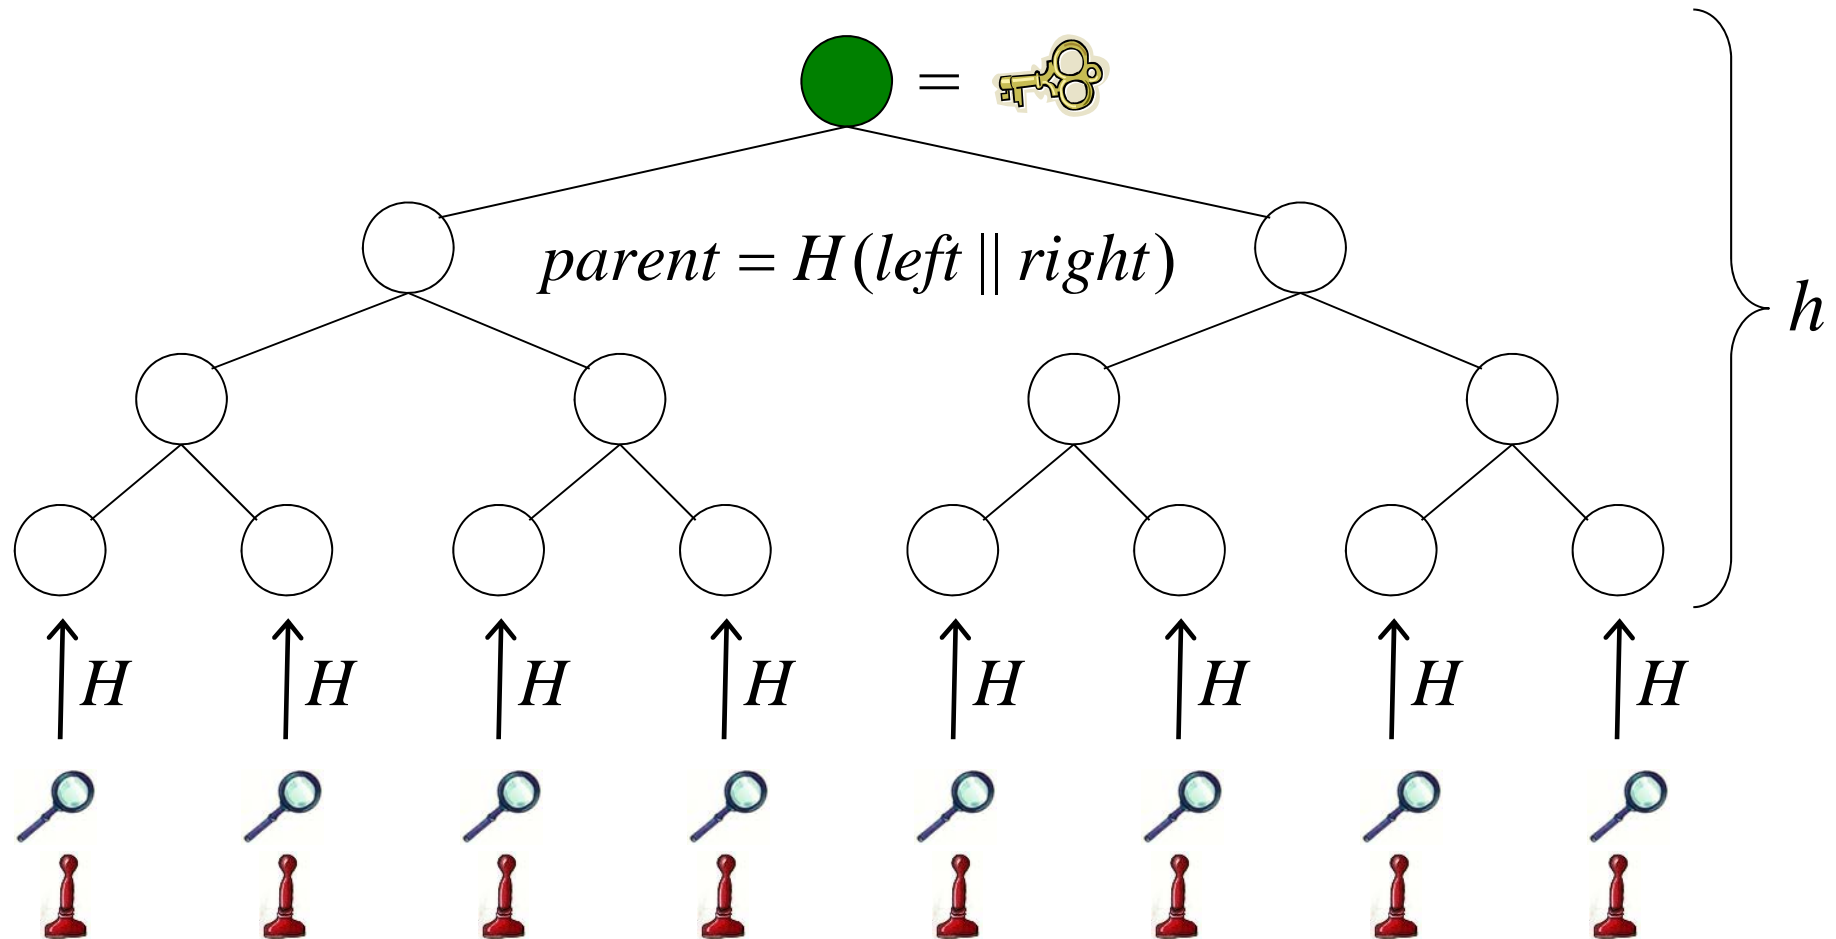 =
parent = H(left || right)
h
H H H H H H H H